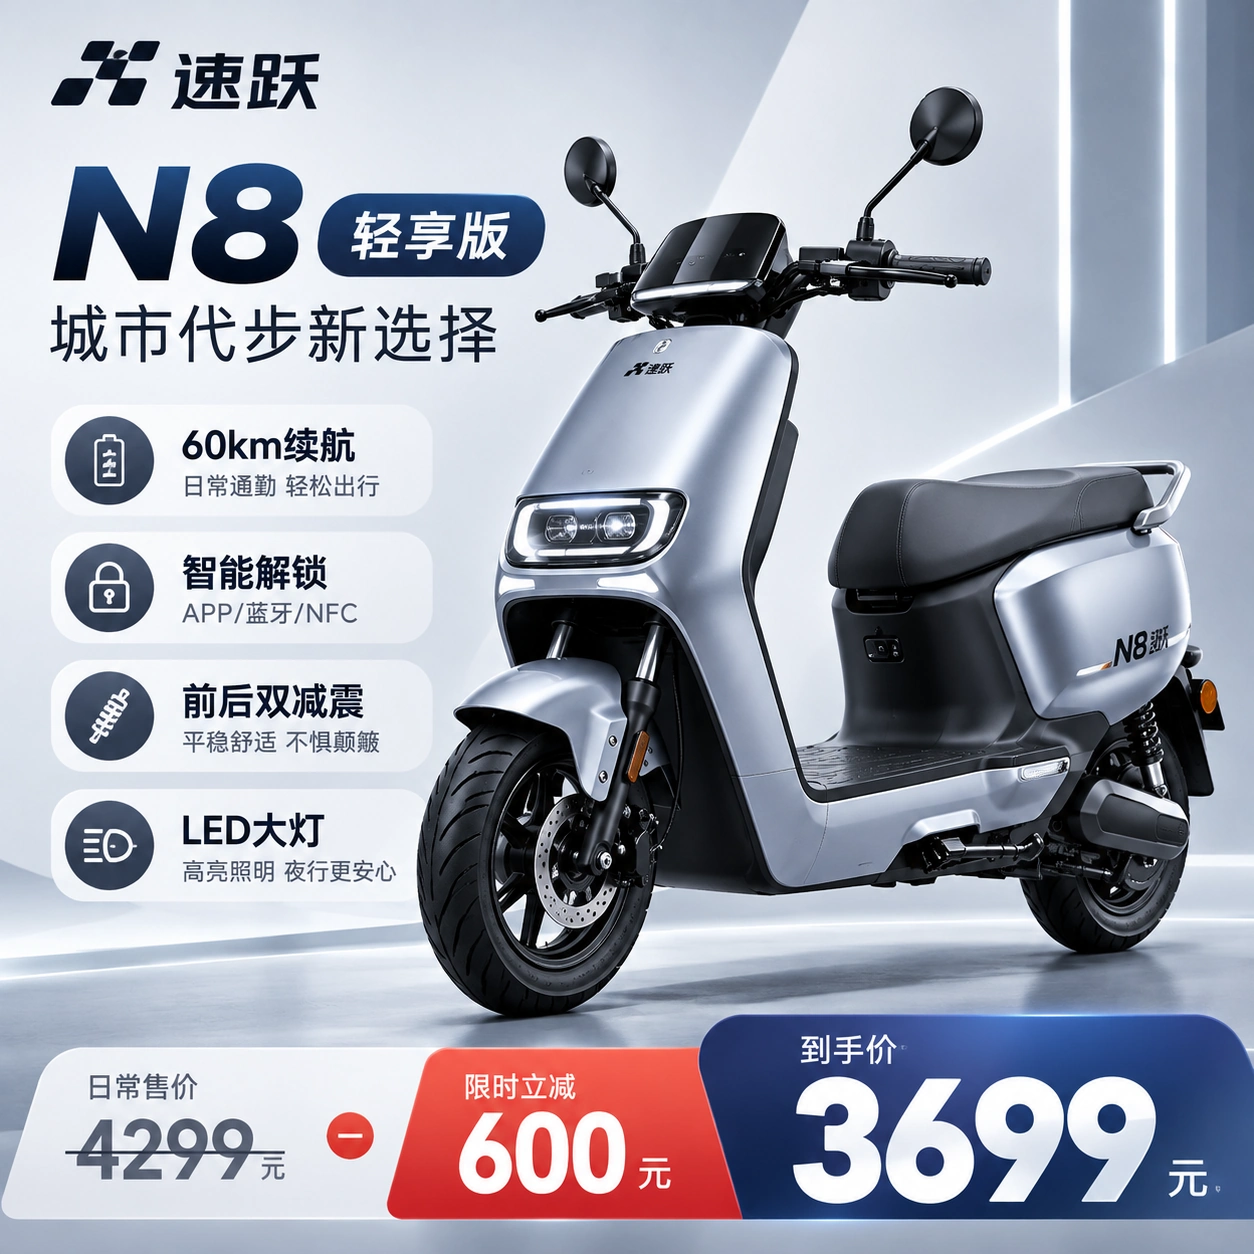 速跃
N8 轻享版
城市代步新选择
60km续航
日常通勤 轻松出行
智能解锁
APP/蓝牙/NFC
前后双减震
平稳舒适 不惧颠簸
LED大灯
高亮照明 夜行更安心
速跃
N8 速跃
日常售价
4299元
限时立减
600元
到手价
3699元